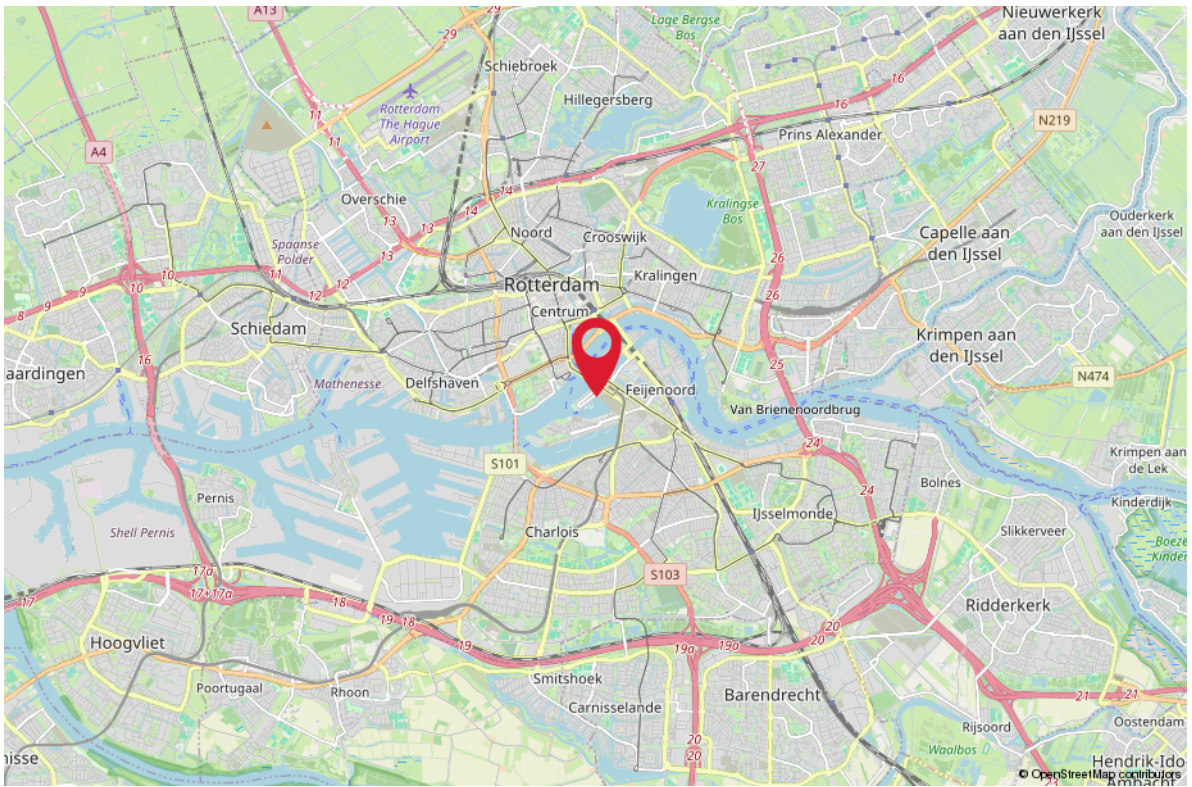 A13
29
Lage Bergse
Bos
Nieuwerkerk
aan den IJssel
29
Schiebroek
16
Hillegersberg
Rotterdam
The Hague
Airport
11
16
N219
A4
11
Prins Alexander
27
14
Overschie
14
13
Kralingse
Bos
Ouderkerk
aan den IJssel
Noord
Crooswijk
Capelle aan
den IJssel
Spaanse
Polder
13
10
11
13
26
Kralingen
10
12
12
Rotterdam
26
9
9
8
Centrum
Schiedam
Krimpen aan
den IJssel
16
25
aardingen
Mathenesse
Delfshaven
Feijenoord
N474
Van Brienenoordbrug
24
Krimpen aan
de Lek
S101
Pernis
24
Bolnes
Kinderdijk
IJsselmonde
Shell Pernis
Charlois
Slikkerveer
Boeze
Kinder
17a
S103
17+17a
17
18
Ridderkerk
19
18
20
20
Hoogvliet
19
19a
19a
Smitshoek
Poortugaal
Rhoon
Barendrecht
21
21
Carnisselande
Oostendam
Rijsoord
20
20
Waalbos
nisse
Hendrik-Ido-
Ambacht
23
© OpenStreetMap contributors